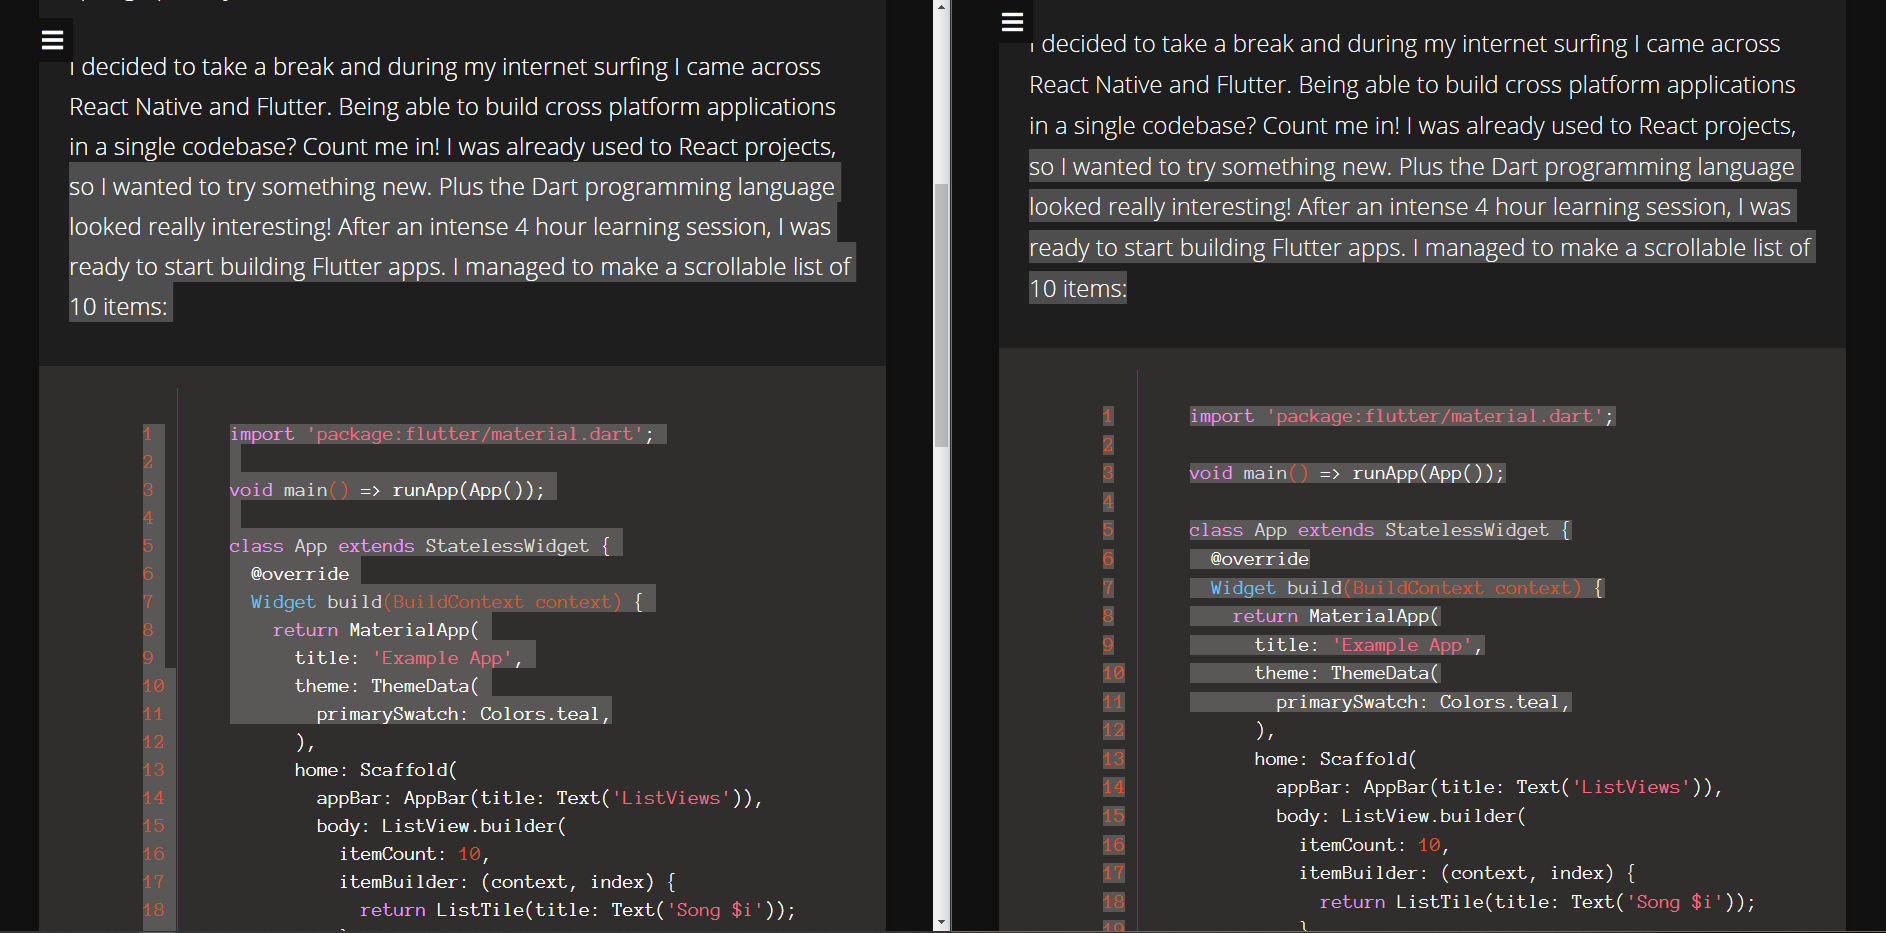 I decided to take a break and during my internet surfing I came across
React Native and Flutter. Being able to build cross platform applications
in a single codebase? Count me in! I was already used to React projects,
so I wanted to try something new. Plus the Dart programming language
looked really interesting! After an intense 4 hour learning session, I was
ready to start building Flutter apps. I managed to make a scrollable list of
10 items:
1 import 'package:flutter/material.dart';
2
3 void main() => runApp(App());
4
5 class App extends StatelessWidget {
6   @override
7   Widget build(BuildContext context) {
8     return MaterialApp(
9       title: 'Example App',
10       theme: ThemeData(
11         primarySwatch: Colors.teal,
12       ),
13       home: Scaffold(
14         appBar: AppBar(title: Text('ListViews')),
15         body: ListView.builder(
16           itemCount: 10,
17           itemBuilder: (context, index) {
18             return ListTile(title: Text('Song $i'));
I decided to take a break and during my internet surfing I came across
React Native and Flutter. Being able to build cross platform applications
in a single codebase? Count me in! I was already used to React projects,
so I wanted to try something new. Plus the Dart programming language
looked really interesting! After an intense 4 hour learning session, I was
ready to start building Flutter apps. I managed to make a scrollable list of
10 items:
1 import 'package:flutter/material.dart';
2
3 void main() => runApp(App());
4
5 class App extends StatelessWidget {
6   @override
7   Widget build(BuildContext context) {
8     return MaterialApp(
9       title: 'Example App',
10       theme: ThemeData(
11         primarySwatch: Colors.teal,
12       ),
13       home: Scaffold(
14         appBar: AppBar(title: Text('ListViews')),
15         body: ListView.builder(
16           itemCount: 10,
17           itemBuilder: (context, index) {
18             return ListTile(title: Text('Song $i'));
19           }